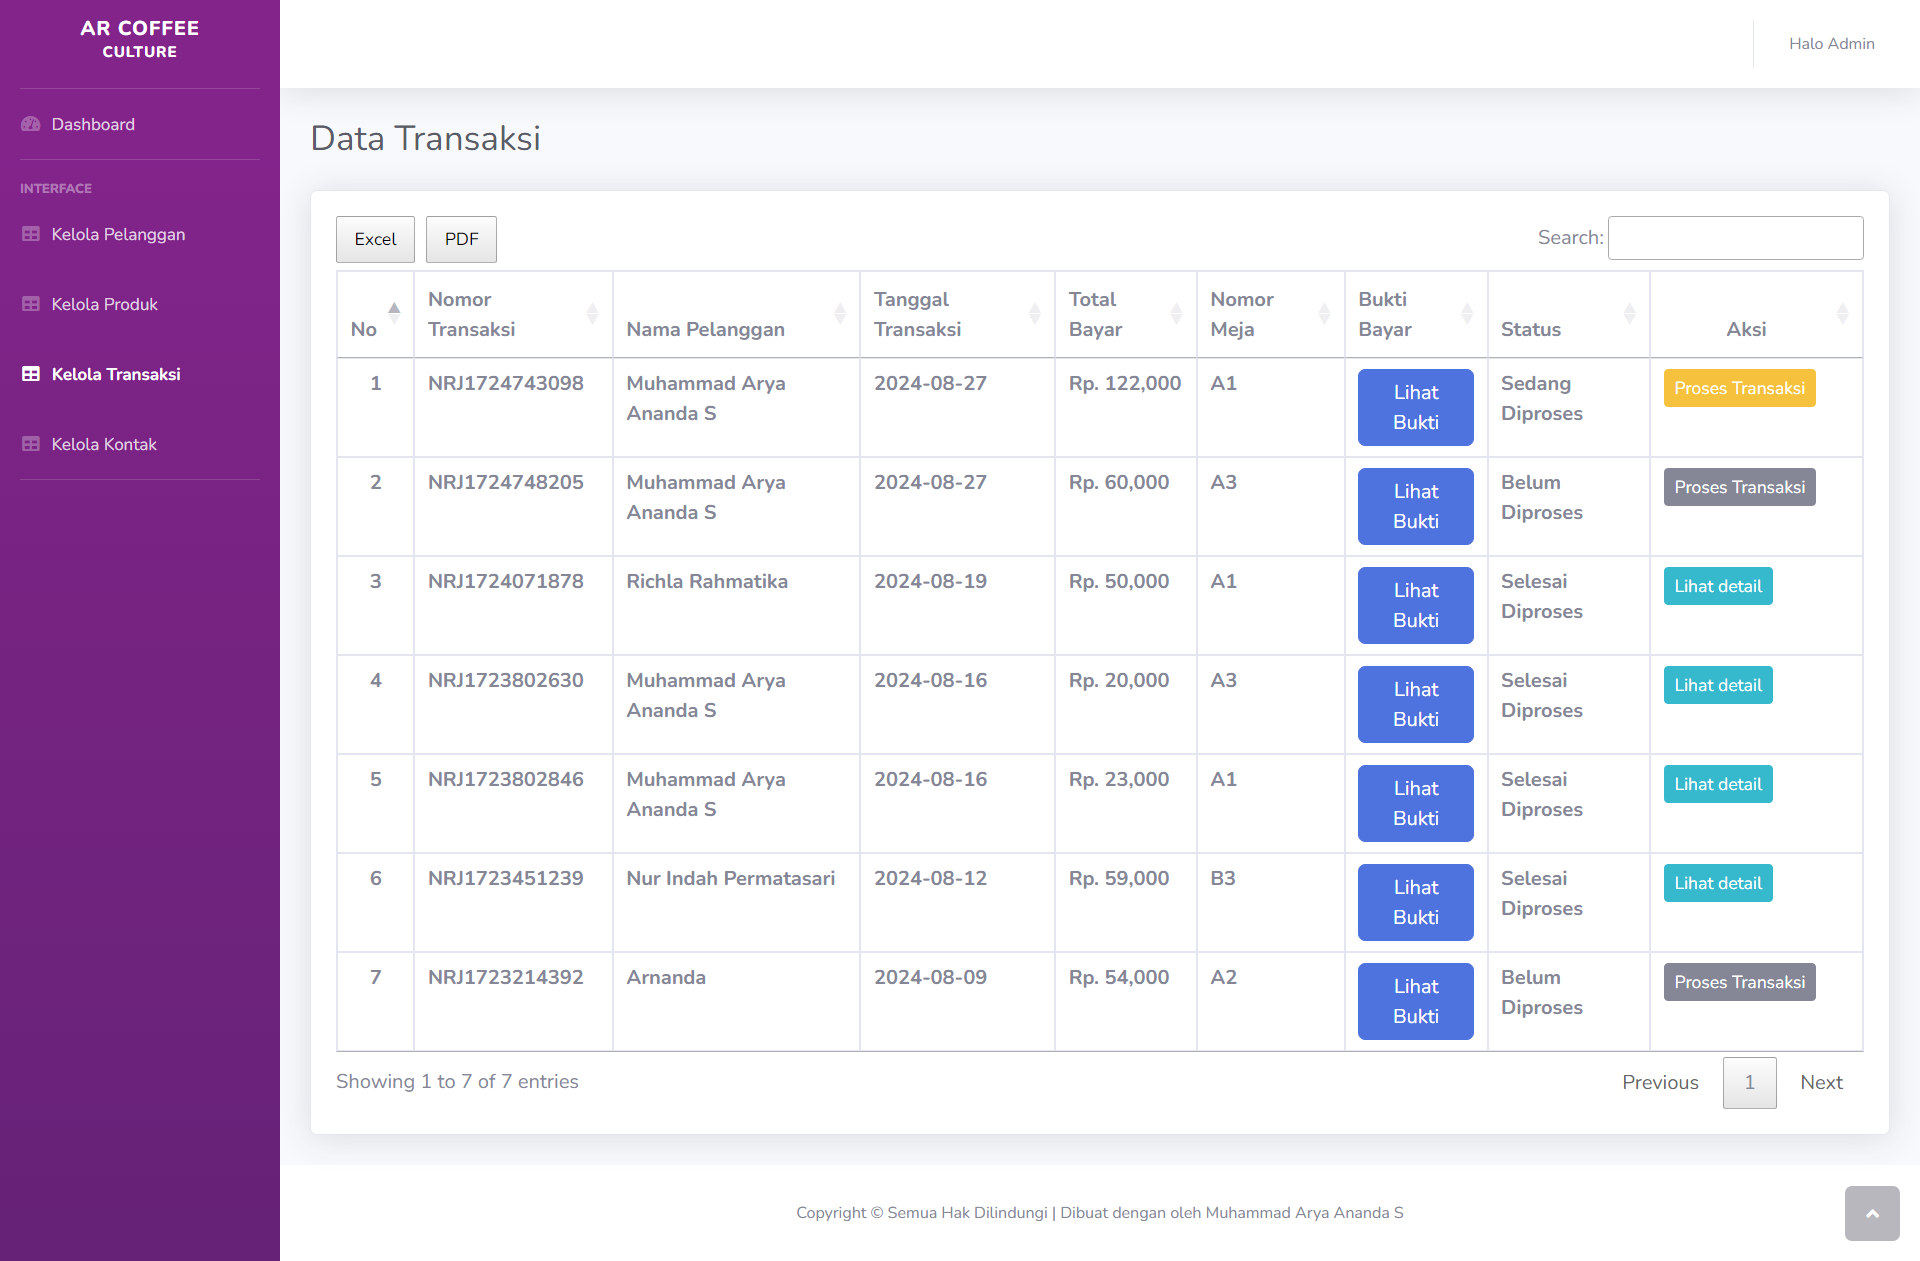 AR COFFEE
CULTURE
Halo Admin
Dashboard
INTERFACE
Kelola Pelanggan
Kelola Produk
Kelola Transaksi
Kelola Kontak
Data Transaksi
Excel PDF Search:
No Nomor Transaksi Nama Pelanggan Tanggal Transaksi Total Bayar Nomor Meja Bukti Bayar Status Aksi
1 NRJ1724743098 Muhammad Arya Ananda S 2024-08-27 Rp. 122,000 A1 Lihat Bukti Sedang Diproses Proses Transaksi
2 NRJ1724748205 Muhammad Arya Ananda S 2024-08-27 Rp. 60,000 A3 Lihat Bukti Belum Diproses Proses Transaksi
3 NRJ1724071878 Richla Rahmatika 2024-08-19 Rp. 50,000 A1 Lihat Bukti Selesai Diproses Lihat detail
4 NRJ1723802630 Muhammad Arya Ananda S 2024-08-16 Rp. 20,000 A3 Lihat Bukti Selesai Diproses Lihat detail
5 NRJ1723802846 Muhammad Arya Ananda S 2024-08-16 Rp. 23,000 A1 Lihat Bukti Selesai Diproses Lihat detail
6 NRJ1723451239 Nur Indah Permatasari 2024-08-12 Rp. 59,000 B3 Lihat Bukti Selesai Diproses Lihat detail
7 NRJ1723214392 Arnanda 2024-08-09 Rp. 54,000 A2 Lihat Bukti Belum Diproses Proses Transaksi
Showing 1 to 7 of 7 entries
Previous 1 Next
Copyright © Semua Hak Dilindungi | Dibuat dengan oleh Muhammad Arya Ananda S